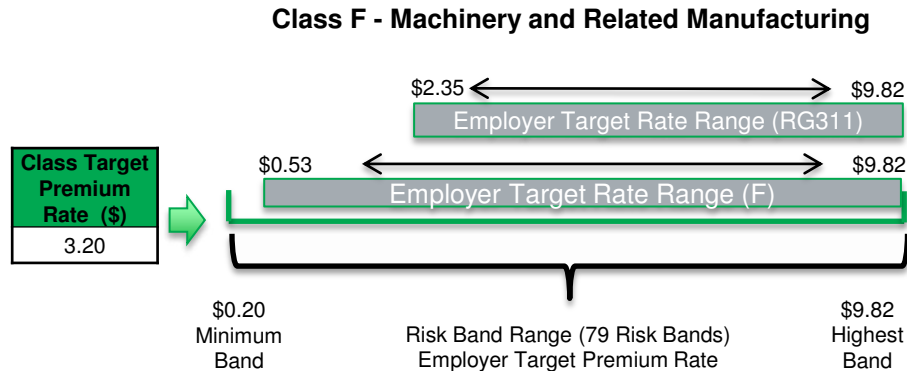 Class F - Machinery and Related Manufacturing
$2.35
$9.82
Employer Target Rate Range (RG311)
$0.53
$9.82
Employer Target Rate Range (F)
Class Target
Premium
Rate ($)
3.20
$0.20
Minimum
Band
Risk Band Range (79 Risk Bands)
Employer Target Premium Rate
$9.82
Highest
Band